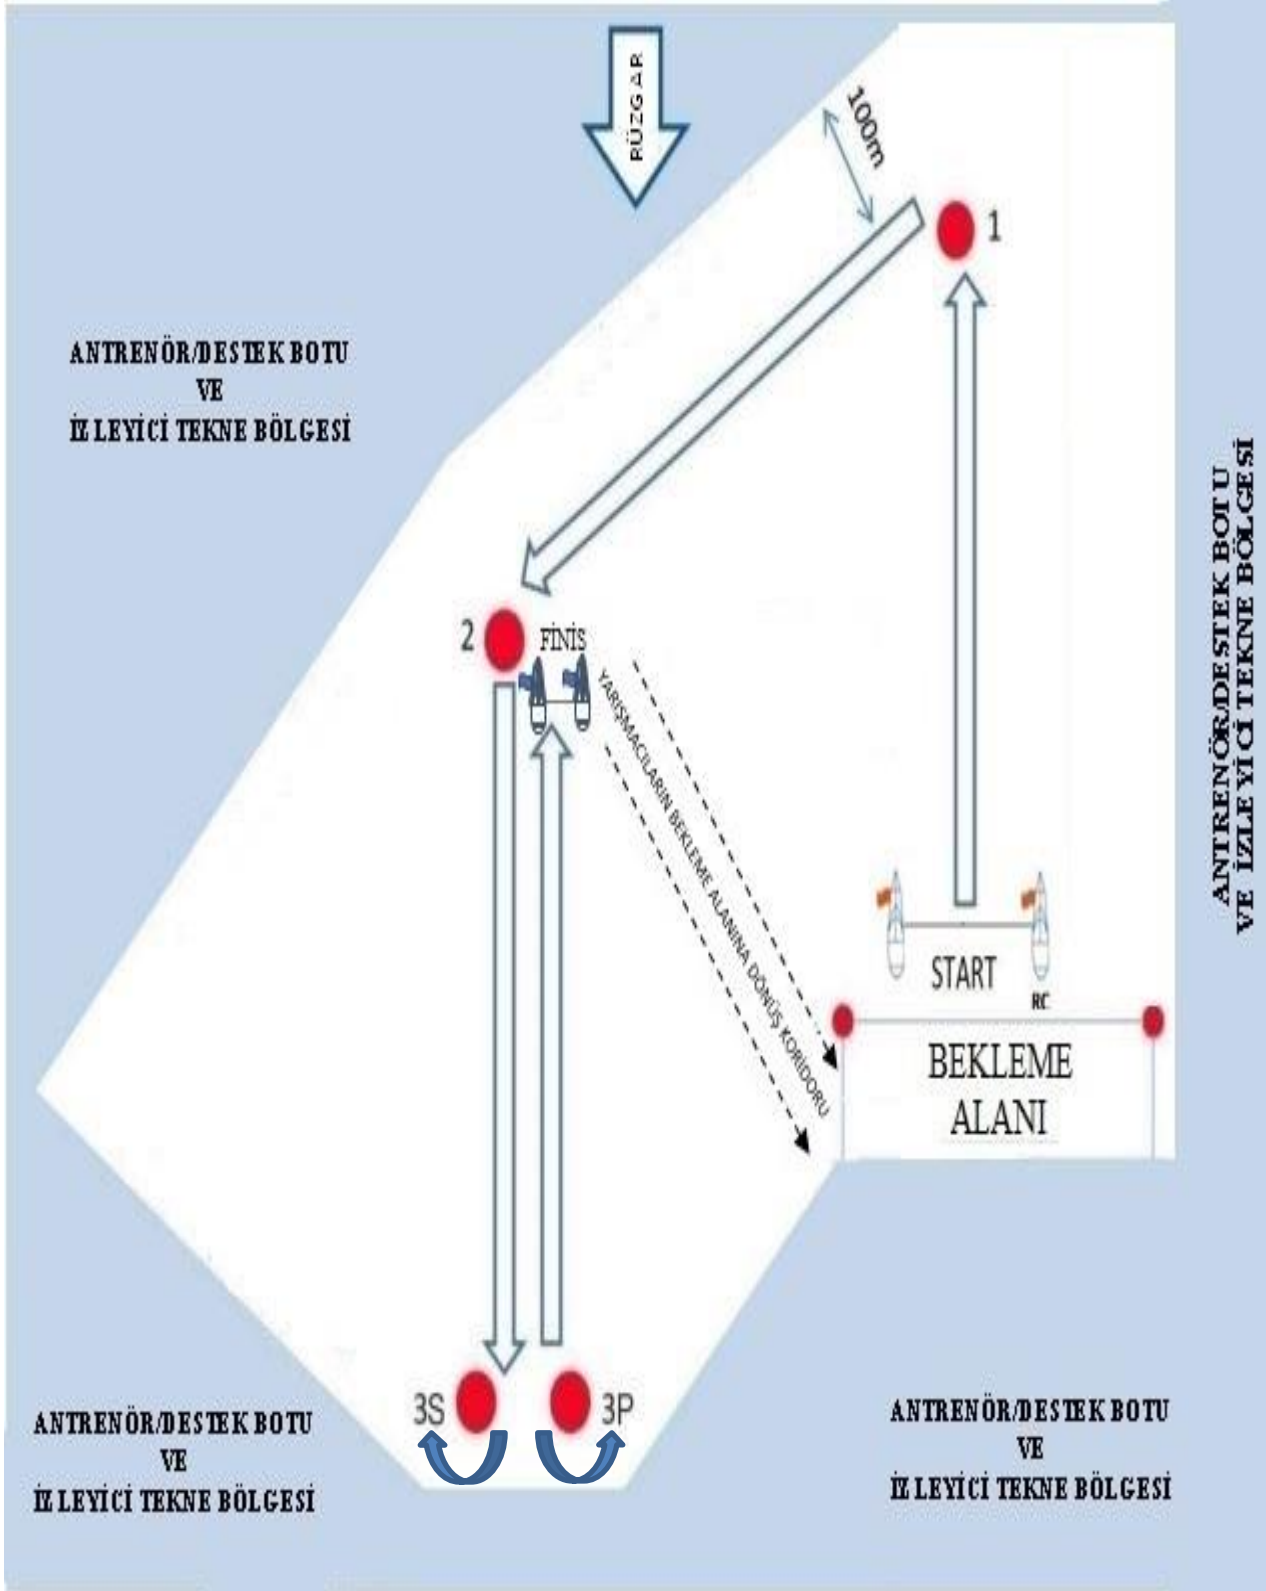 RÜZGAR
100m
1
ANTRENÖR/DESTEK BOTU
VE
İZLEYİCİ TEKNE BÖLGESİ
ANTRENÖR/DESTEK BOTU
VE İZLEYİCİ TEKNE BÖLGESİ
2
FİNİS
YARIŞMACILARIN BEKLEME ALANINA DÖNÜŞ KORİDORU
START
RC
BEKLEME
ALANI
3S
3P
ANTRENÖR/DESTEK BOTU
VE
İZLEYİCİ TEKNE BÖLGESİ
ANTRENÖR/DESTEK BOTU
VE
İZLEYİCİ TEKNE BÖLGESİ